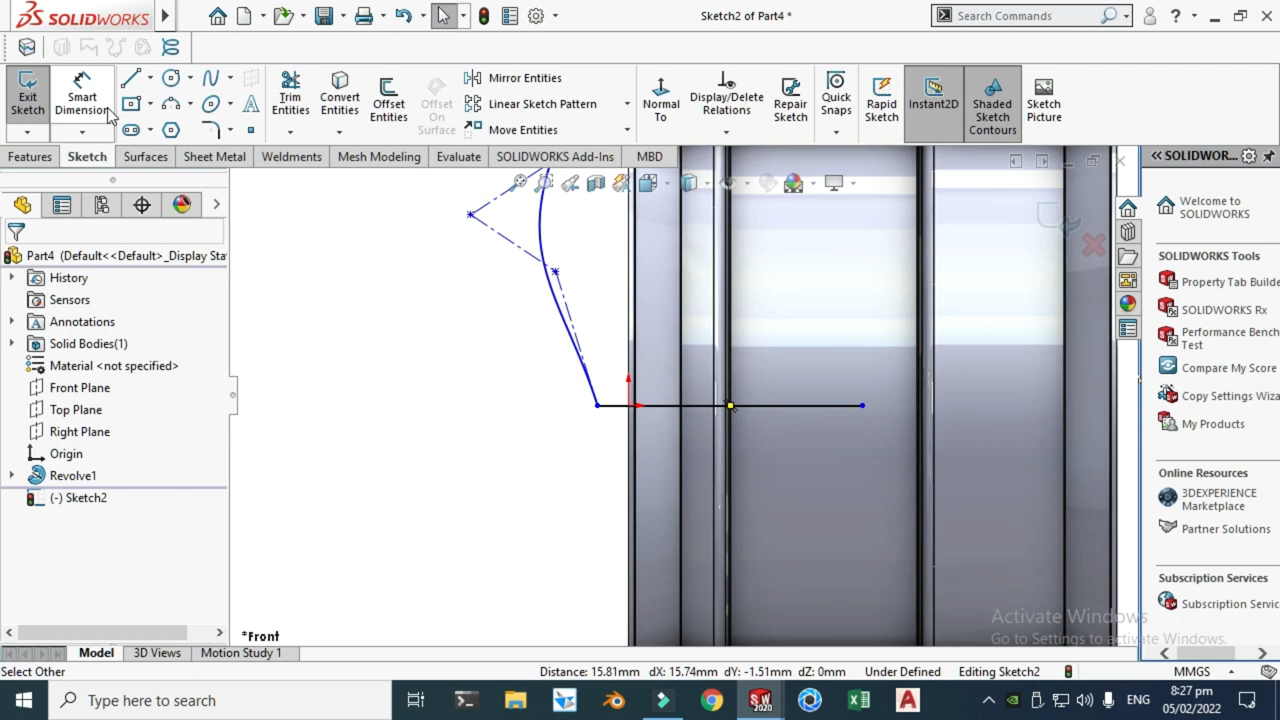 SOLIDWORKS
Sketch2 of Part4 *
Search Commands
Exit
Sketch
Smart
Dimension
Trim
Entities
Convert
Entities
Offset
Entities
Offset
On
Surface
Mirror Entities
Linear Sketch Pattern
Move Entities
Normal
To
Display/Delete
Relations
Repair
Sketch
Quick
Snaps
Rapid
Sketch
Instant2D
Shaded
Sketch
Contours
Sketch
Picture
Features
Sketch
Surfaces
Sheet Metal
Weldments
Mesh Modeling
Evaluate
SOLIDWORKS Add-Ins
MBD
Part4 (Default<<Default>_Display Sta
History
Sensors
Annotations
Solid Bodies(1)
Material <not specified>
Front Plane
Top Plane
Right Plane
Origin
Revolve1
(-) Sketch2
*Front
SOLIDWOR...
Welcome to
SOLIDWORKS
SOLIDWORKS Tools
Property Tab Builde
SOLIDWORKS Rx
Performance Bench
Test
Compare My Score
Copy Settings Wiza
My Products
Online Resources
3DEXPERIENCE
Marketplace
Partner Solutions
Subscription Services
Subscription Servic
Activate Windows
Go to Settings to activate Windows.
Model
3D Views
Motion Study 1
Select Other
Distance: 15.81mm dX: 15.74mm dY: -1.51mm dZ: 0mm
Under Defined
Editing Sketch2
MMGS
Type here to search
SW
2020
ENG
8:27 pm
05/02/2022